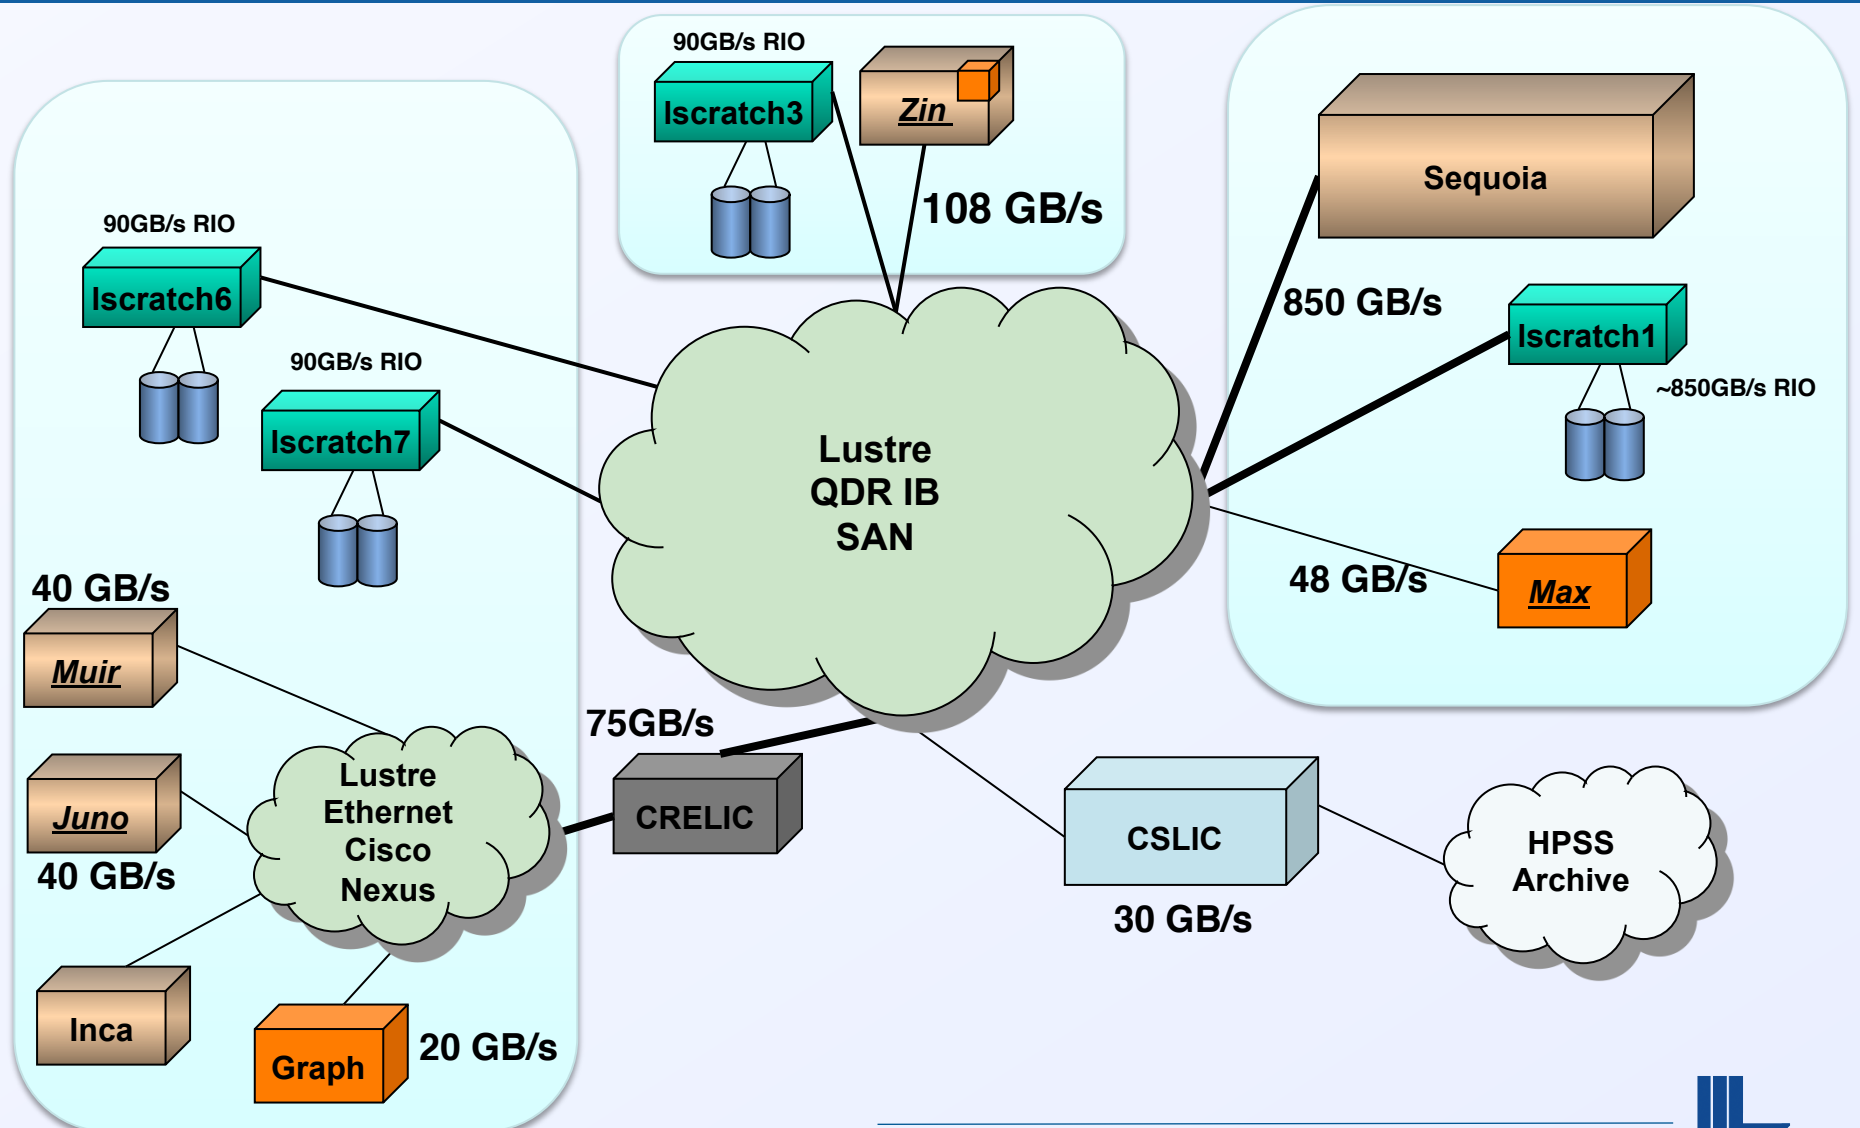 90GB/s RIO
lscratch3
Zin
108 GB/s
Sequoia
850 GB/s
lscratch1
~850GB/s RIO
48 GB/s
Max
90GB/s RIO
lscratch6
90GB/s RIO
lscratch7
Lustre
QDR IB
SAN
40 GB/s
Muir
Juno
40 GB/s
Lustre
Ethernet
Cisco
Nexus
75GB/s
CRELIC
CSLIC
30 GB/s
HPSS
Archive
Inca
Graph
20 GB/s